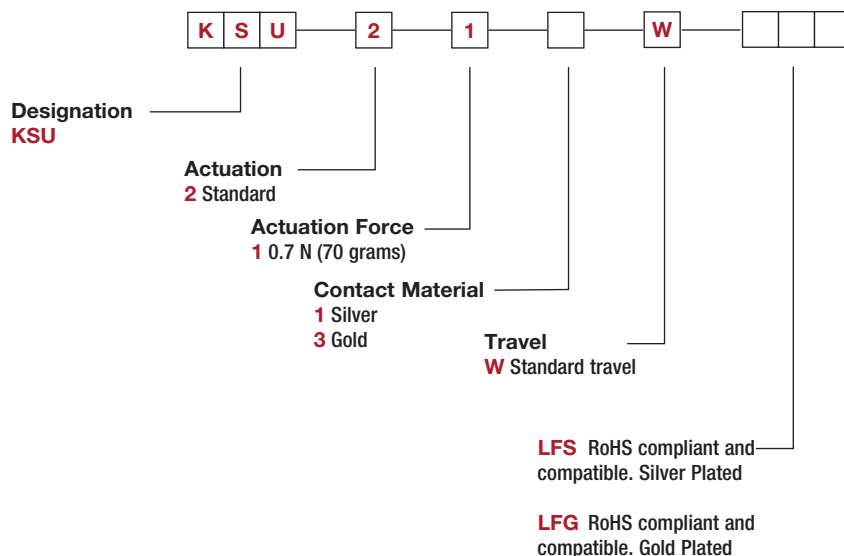 K S U 2 1 W
Designation
KSU
Actuation
2 Standard
Actuation Force
1 0.7 N (70 grams)
Contact Material
1 Silver
3 Gold
Travel
W Standard travel
LFS RoHS compliant and
compatible. Silver Plated
LFG RoHS compliant and
compatible. Gold Plated